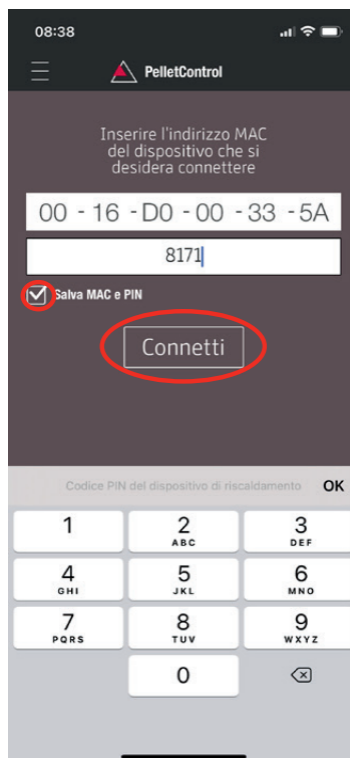 08:38
PelletControl
Inserire l'indirizzo MAC
del dispositivo che si
desidera connettere
00 - 16 - D0 - 00 - 33 - 5A
8171
Salva MAC e PIN
Connetti
Codice PIN del dispositivo di riscaldamento OK
1 2 3
ABC DEF
4 5 6
GHI JKL MNO
7 8 9
PQRS TUV WXYZ
0